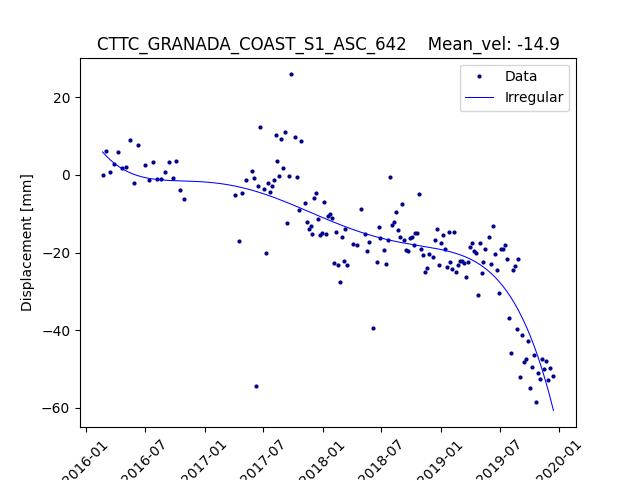 CTTC_GRANADA_COAST_S1_ASC_642 Mean_vel: -14.9
Data
Irregular
20
0
−20
−40
−60
Displacement [mm]
2016-01 2016-07 2017-01 2017-07 2018-01 2018-07 2019-01 2019-07 2020-01